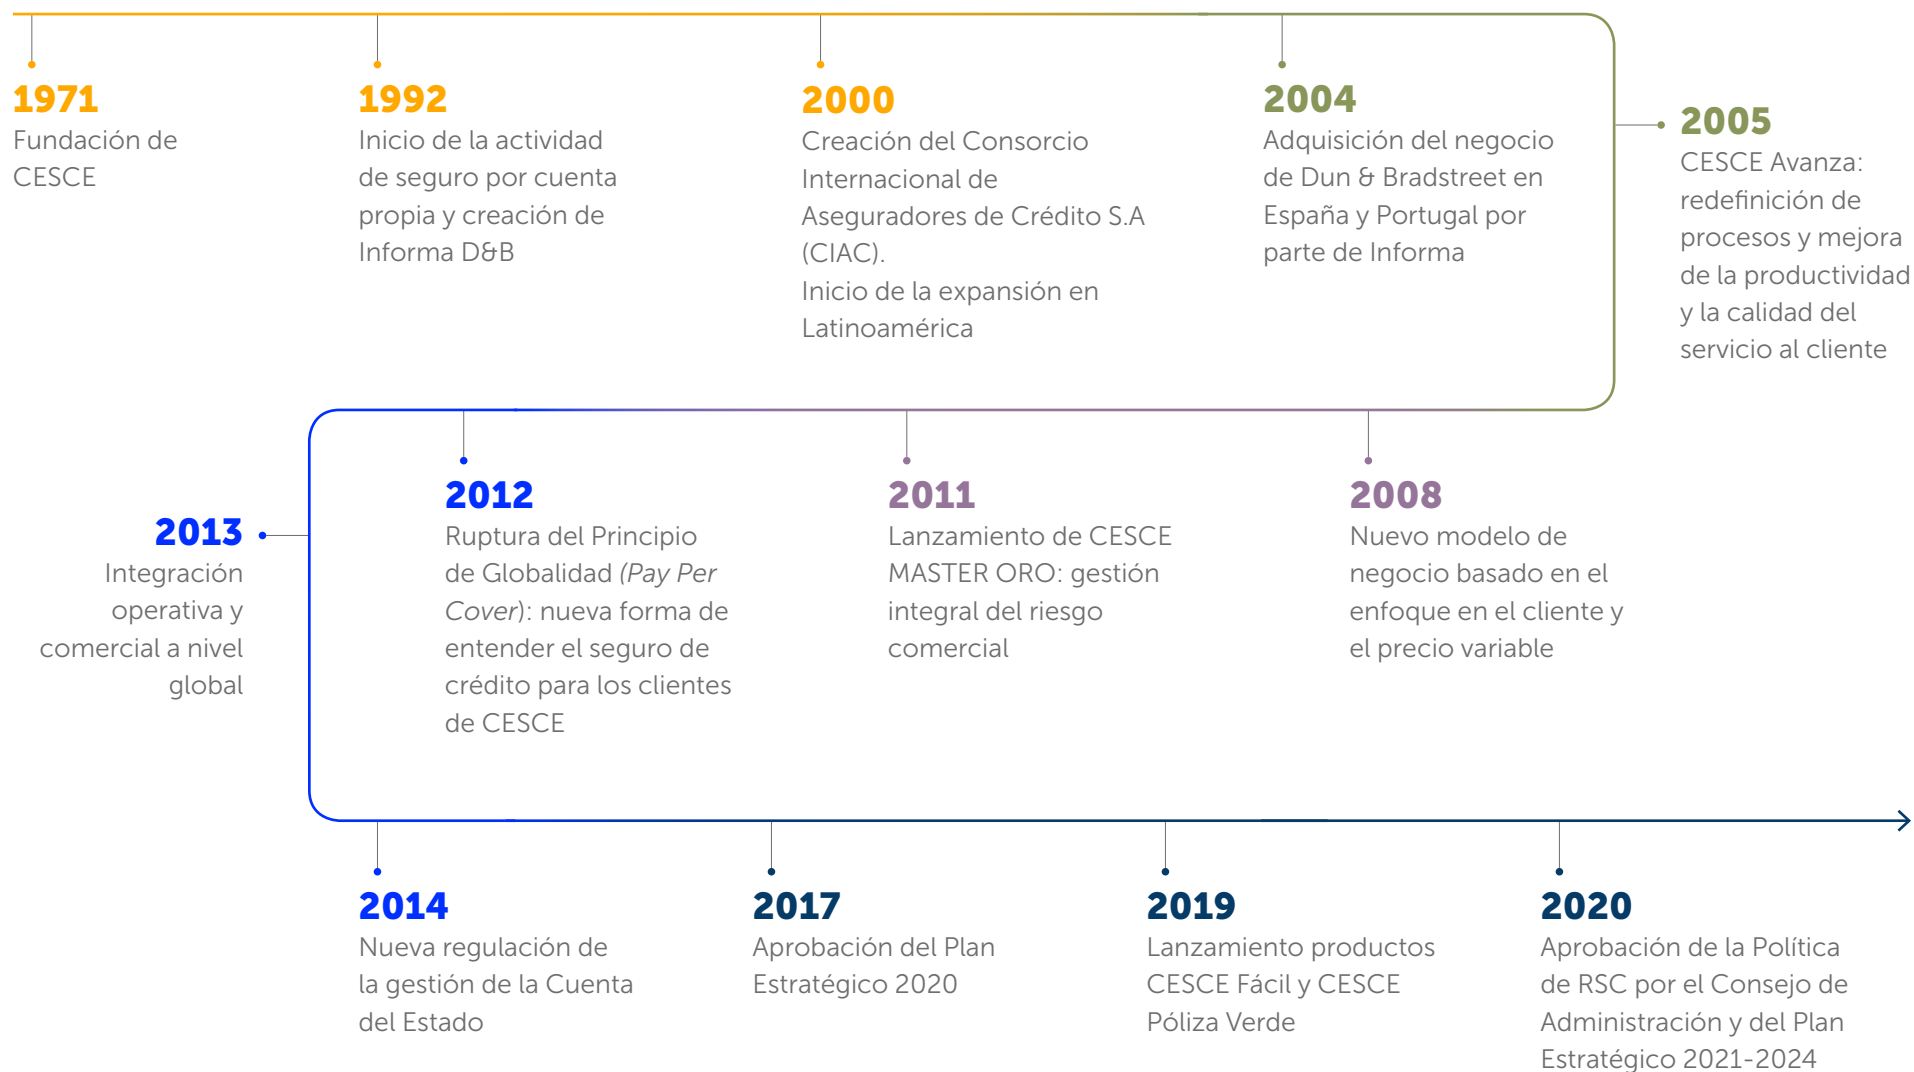 1971
Fundación de
CESCE
1992
Inicio de la actividad
de seguro por cuenta
propia y creación de
Informa D&B
2000
Creación del Consorcio
Internacional de
Aseguradores de Crédito S.A
(CIAC).
Inicio de la expansión en
Latinoamérica
2004
Adquisición del negocio
de Dun & Bradstreet en
España y Portugal por
parte de Informa
2005
CESCE Avanza:
redefinición de
procesos y mejora
de la productividad
y la calidad del
servicio al cliente
2008
Nuevo modelo de
negocio basado en el
enfoque en el cliente y
el precio variable
2011
Lanzamiento de CESCE
MASTER ORO: gestión
integral del riesgo
comercial
2012
Ruptura del Principio
de Globalidad (Pay Per
Cover): nueva forma de
entender el seguro de
crédito para los clientes
de CESCE
2013
Integración
operativa y
comercial a nivel
global
2014
Nueva regulación de
la gestión de la Cuenta
del Estado
2017
Aprobación del Plan
Estratégico 2020
2019
Lanzamiento productos
CESCE Fácil y CESCE
Póliza Verde
2020
Aprobación de la Política
de RSC por el Consejo de
Administración y del Plan
Estratégico 2021-2024